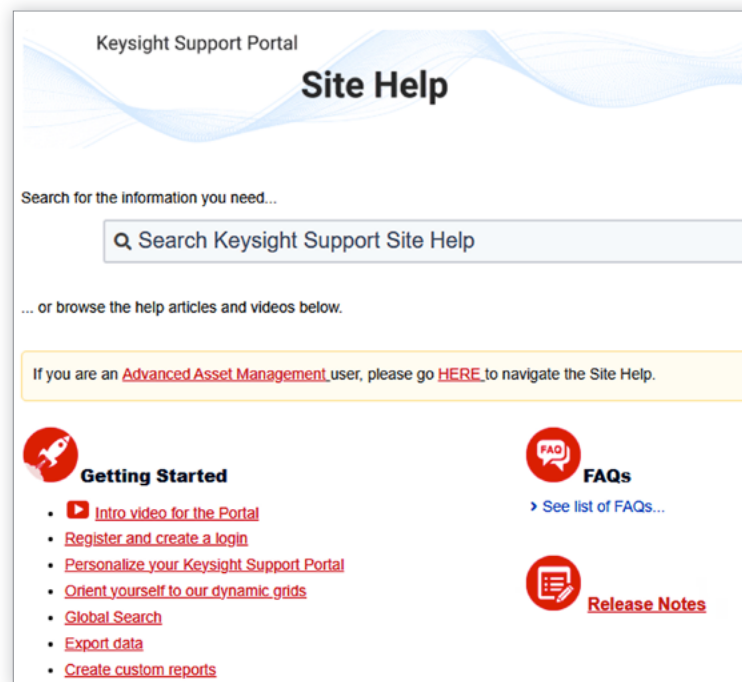 Keysight Support Portal
Site Help
Search for the information you need...
Search Keysight Support Site Help
... or browse the help articles and videos below.
If you are an Advanced Asset Management user, please go HERE to navigate the Site Help.
Getting Started
Intro video for the Portal
Register and create a login
Personalize your Keysight Support Portal
Orient yourself to our dynamic grids
Global Search
Export data
Create custom reports
FAQ
FAQs
See list of FAQs...
Release Notes